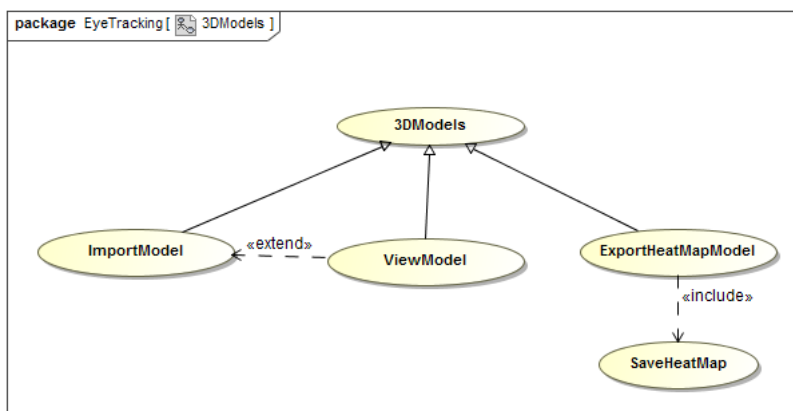 package EyeTracking [ 3DModels ]
3DModels
ImportModel
«extend»
ViewModel
ExportHeatMapModel
«include»
SaveHeatMap